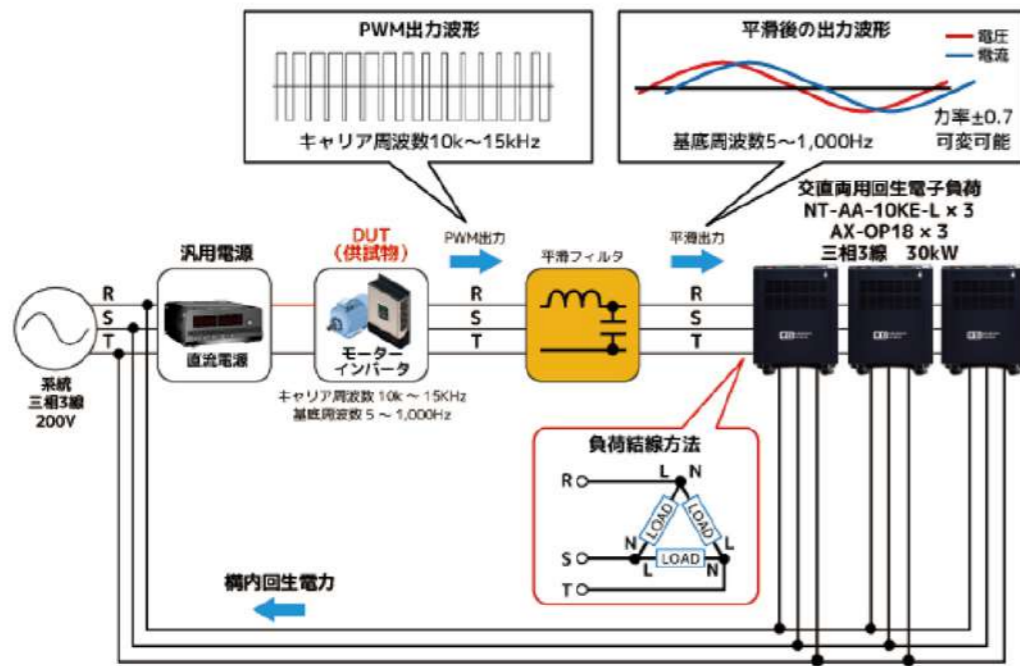 PWM出力波形
キャリア周波数10k～15kHz
平滑後の出力波形
電圧
電流
力率±0.7
可変可能
基底周波数5～1,000Hz
交直両用回生電子負荷
NT-AA-10KE-L × 3
AX-OP18 × 3
三相3線 30kW
汎用電源
DUT
(供試物)
PWM出力
平滑フィルタ
平滑出力
R
S
T
系統
三相3線
200V
直流電源
モーター
インバータ
キャリア周波数 10k ～ 15KHz
基底周波数 5 ～ 1,000Hz
R
S
T
R
S
T
負荷結線方法
R
L
N
LOAD
LOAD
S
N
L
LOAD
N
L
T
構内回生電力